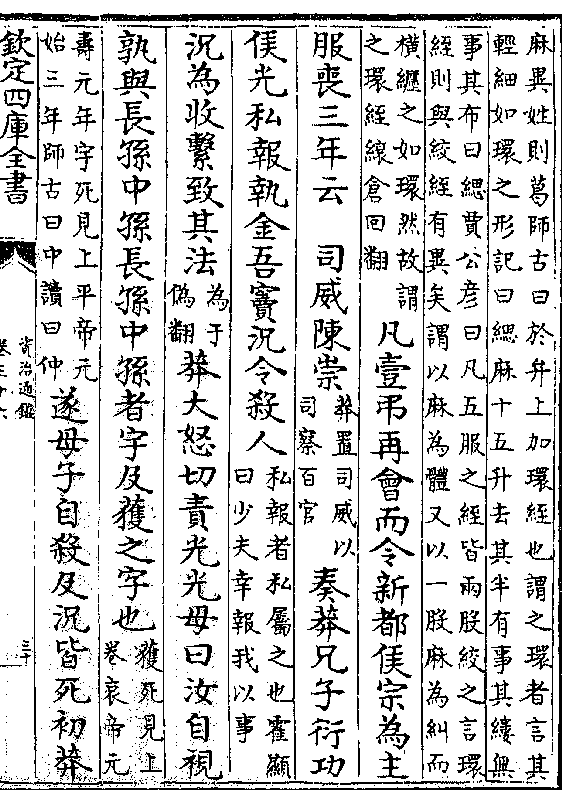 麻異姓則葛師古曰於弁上加環絰也謂之環者言其
輕細如環之形記曰緦麻十五升去其半有事其縷無
事其布曰緦費公彥曰凡五服之絰皆兩股絞之言環
絰則與絞絰有異矣謂以麻為體又以一股麻為糾而
橫纒之如環然故謂
之環絰縗倉回翻
凡壹弔再會而令新都侯宗為主
服喪三年云 司威陳崇
莽置司威以
司察百官
奏莽兄子衍功
侯光私報執金吾竇況令殺人
私報者私屬之也霍顯
曰少夫幸報我以事
況為收繫致其法
為于
偽翻
莽大怒切責光光母曰汝自視
孰與長孫中孫長孫中孫者宇及獲之字也
獲死見上
卷哀帝元
壽元年宇死見上平帝元
始三年師古曰中讀曰仲
遂母子自殺及況皆死初莽
欽定四庫全書
資治通鑑
卷三十六
三十